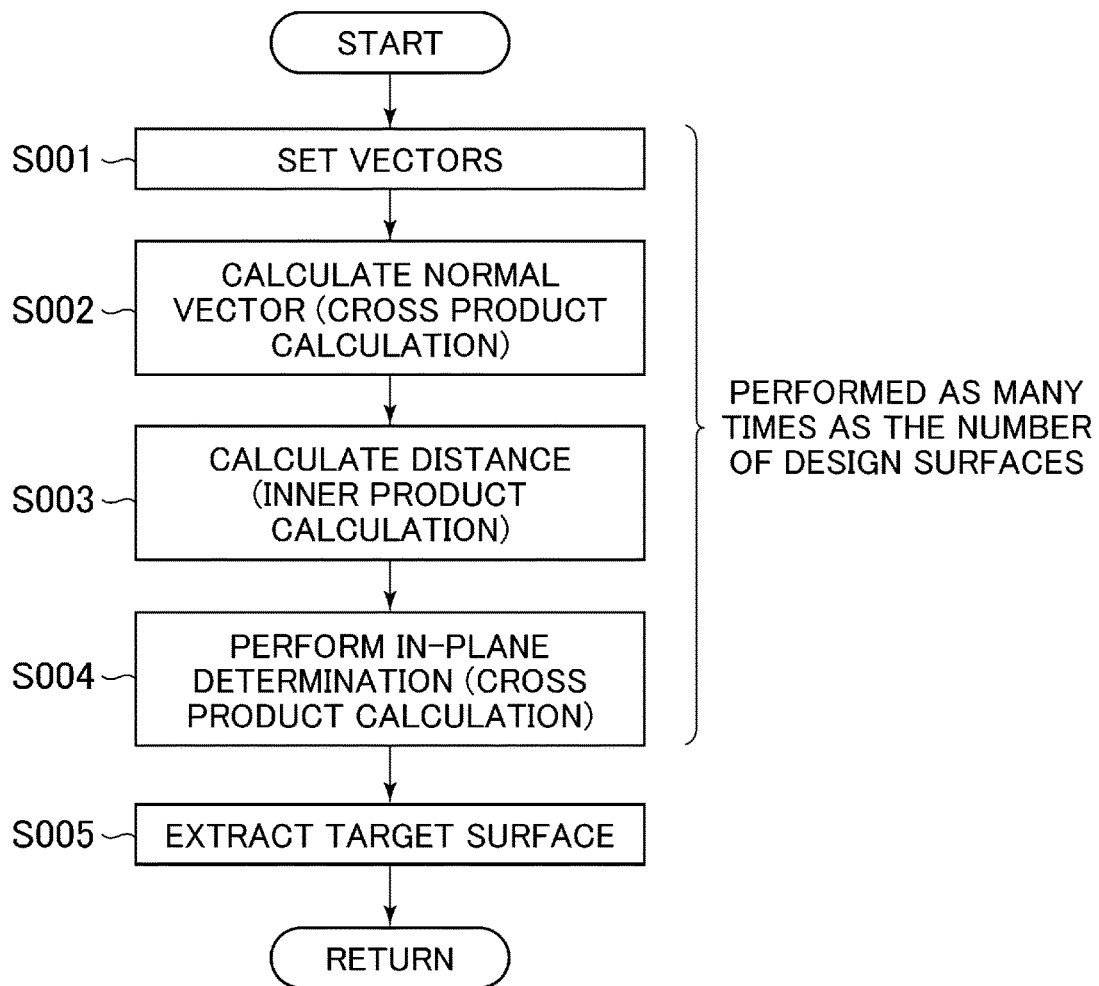 START
S001
SET VECTORS
S002
CALCULATE NORMAL
VECTOR (CROSS PRODUCT
CALCULATION)
S003
CALCULATE DISTANCE
(INNER PRODUCT
CALCULATION)
S004
PERFORM IN-PLANE
DETERMINATION (CROSS
PRODUCT CALCULATION)
PERFORMED AS MANY
TIMES AS THE NUMBER
OF DESIGN SURFACES
S005
EXTRACT TARGET SURFACE
RETURN